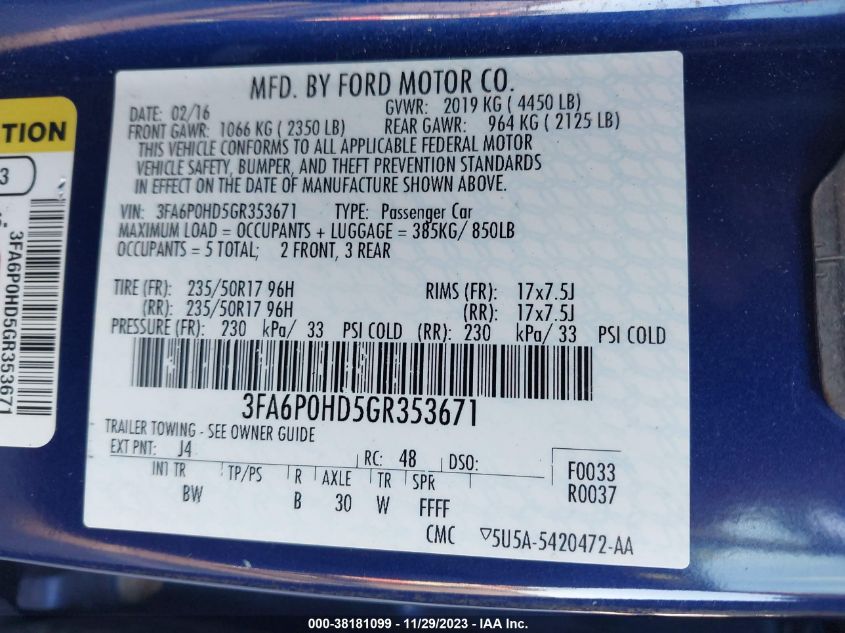 MFD. BY FORD MOTOR CO.
DATE: 02/16 GVWR: 2019 KG ( 4450 LB)
FRONT GAWR: 1066 KG ( 2350 LB) REAR GAWR: 964 KG ( 2125 LB)
THIS VEHICLE CONFORMS TO ALL APPLICABLE FEDERAL MOTOR
VEHICLE SAFETY, BUMPER, AND THEFT PREVENTION STANDARDS
IN EFFECT ON THE DATE OF MANUFACTURE SHOWN ABOVE.
VIN: 3FA6P0HD5GR353671 TYPE: Passenger Car
MAXIMUM LOAD = OCCUPANTS + LUGGAGE = 385KG/ 850LB
OCCUPANTS = 5 TOTAL; 2 FRONT, 3 REAR
TIRE (FR): 235/50R17 96H RIMS (FR): 17x7.5J
(RR): 235/50R17 96H (RR): 17x7.5J
PRESSURE (FR): 230 kPa/ 33 PSI COLD (RR): 230 kPa/ 33 PSI COLD
3FA6P0HD5GR353671
TRAILER TOWING - SEE OWNER GUIDE
EXT PNT: J4 RC: 48 DSO: F0033
INT TR TP/PS R AXLE TR SPR R0037
BW B 30 W FFFF
CMC 5U5A-5420472-AA
TION
3
3FA6P0HD5GR353671
000-38181099 - 11/29/2023 - IAA Inc.